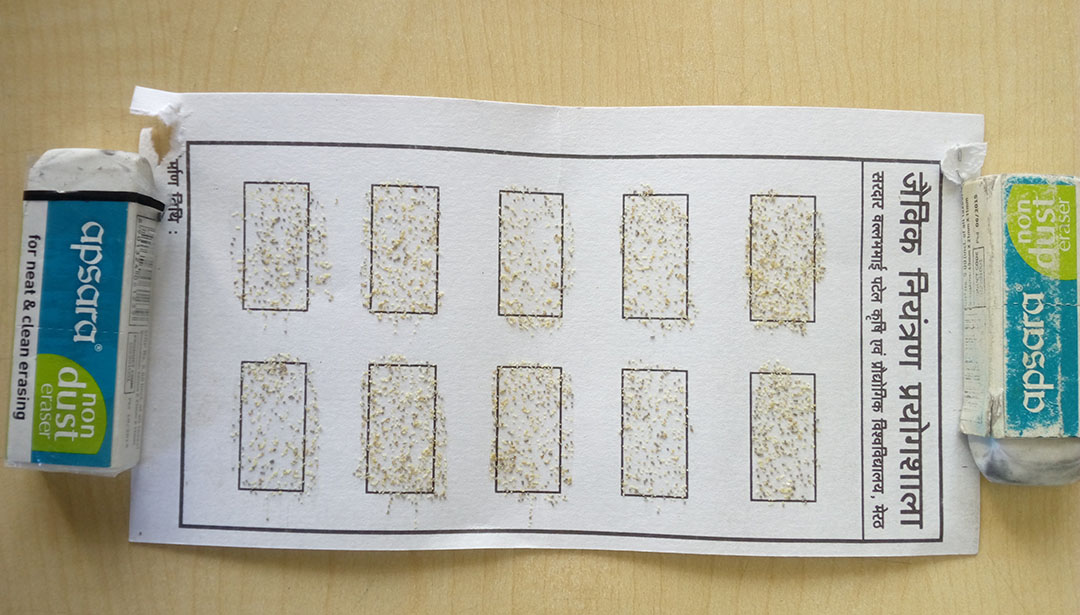 जैविक नियंत्रण प्रयोगशाला
सरदार वल्लभभाई पटेल कृषि एवं प्रौद्योगिक विश्वविद्यालय, मेरठ
तिथि :
apsara
for neat & clean erasing
non
dust
eraser
non
dust
eraser
apsara